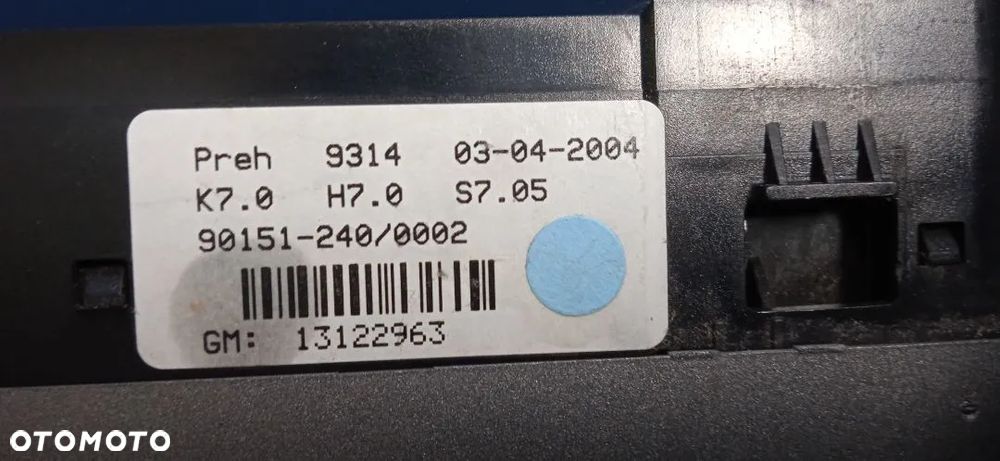 Preh 9314 03-04-2004
K7.0 H7.0 S7.05
90151-240/0002
GM: 13122963
OTOMOTO